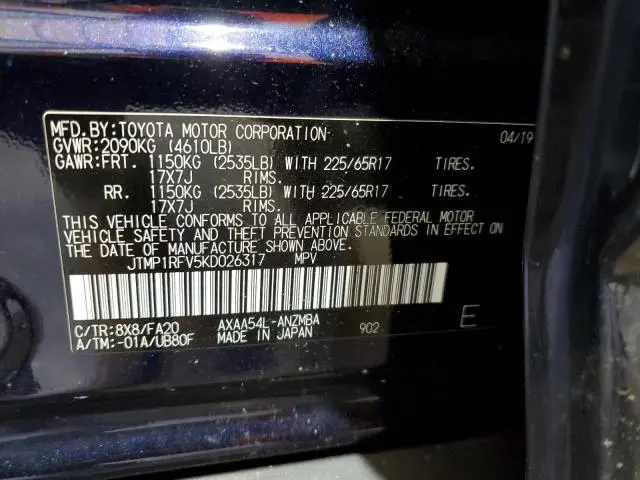 MFD.BY:TOYOTA MOTOR CORPORATION 04/19
GVWR:2090KG (4610LB)
GAWR:FRT. 1150KG (2535LB) WITH 225/65R17 TIRES.
17X7J RIMS.
RR. 1150KG (2535LB) WITH 225/65R17 TIRES.
17X7J RIMS.
THIS VEHICLE CONFORMS TO ALL APPLICABLE FEDERAL MOTOR
VEHICLE SAFETY AND THEFT PREVENTION STANDARDS IN EFFECT ON
THE DATE OF MANUFACTURE SHOWN ABOVE.
JTMP1RFV5KD026317 MPV
C/TR:8X8/FA20 AXAA54L-ANZMBA 902 E
A/TM:-01A/UB80F MADE IN JAPAN